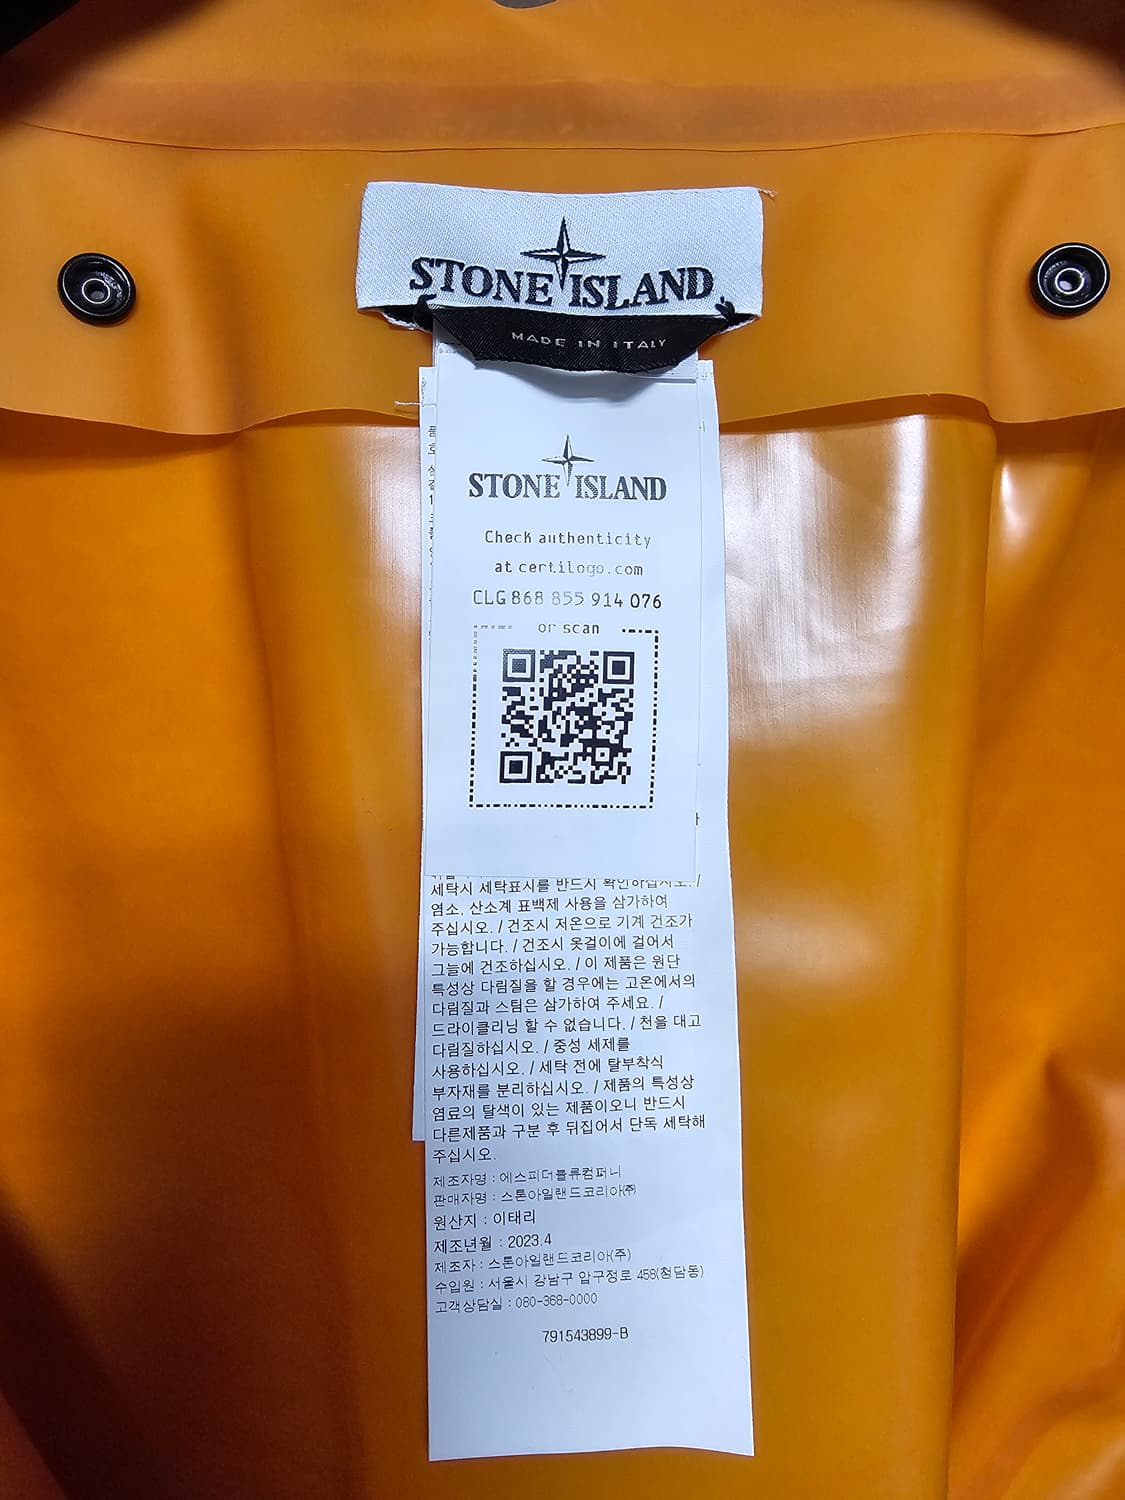 STONE ISLAND
MADE IN ITALY
STONE ISLAND
Check authenticity
at certilogo.com
CLG 868 855 914 076
or scan
세탁시 세탁표시를 반드시 확인하십시오. /
염소, 산소계 표백제 사용을 삼가하여
주십시오. / 건조시 저온으로 기계 건조가
가능합니다. / 건조시 옷걸이에 걸어서
그늘에 건조하십시오. / 이 제품은 원단
특성상 다림질을 할 경우에는 고온에서의
다림질과 스팀은 삼가하여 주세요. /
드라이클리닝 할 수 없습니다. / 천을 대고
다림질하십시오. / 중성 세제를
사용하십시오. / 세탁 전에 탈부착식
부자재를 분리하십시오. / 제품의 특성상
염료의 탈색이 있는 제품이오니 반드시
다른제품과 구분 후 뒤집어서 단독 세탁해
주십시오.
제조자명 : 에스피더블류컴퍼니
판매자명 : 스톤아일랜드코리아㈜
원산지 : 이태리
제조년월 : 2023.4
제조자 : 스톤아일랜드코리아(주)
수입원 : 서울시 강남구 압구정로 458(청담동)
고객상담실 : 080-368-0000
791543899-B